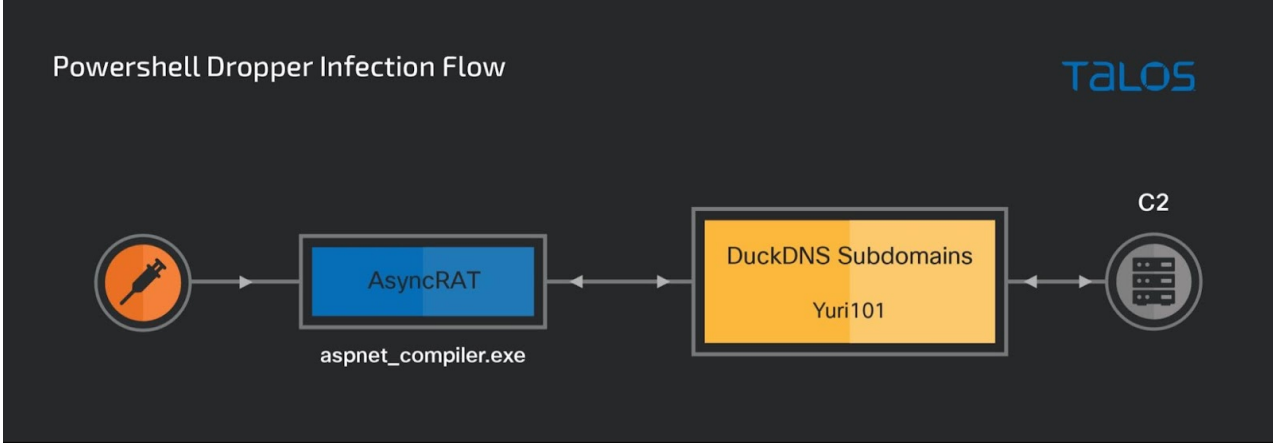 Powershell Dropper Infection Flow
TALOS
C2
DuckDNS Subdomains
AsyncRAT
Yuri101
aspnet_compiler.exe